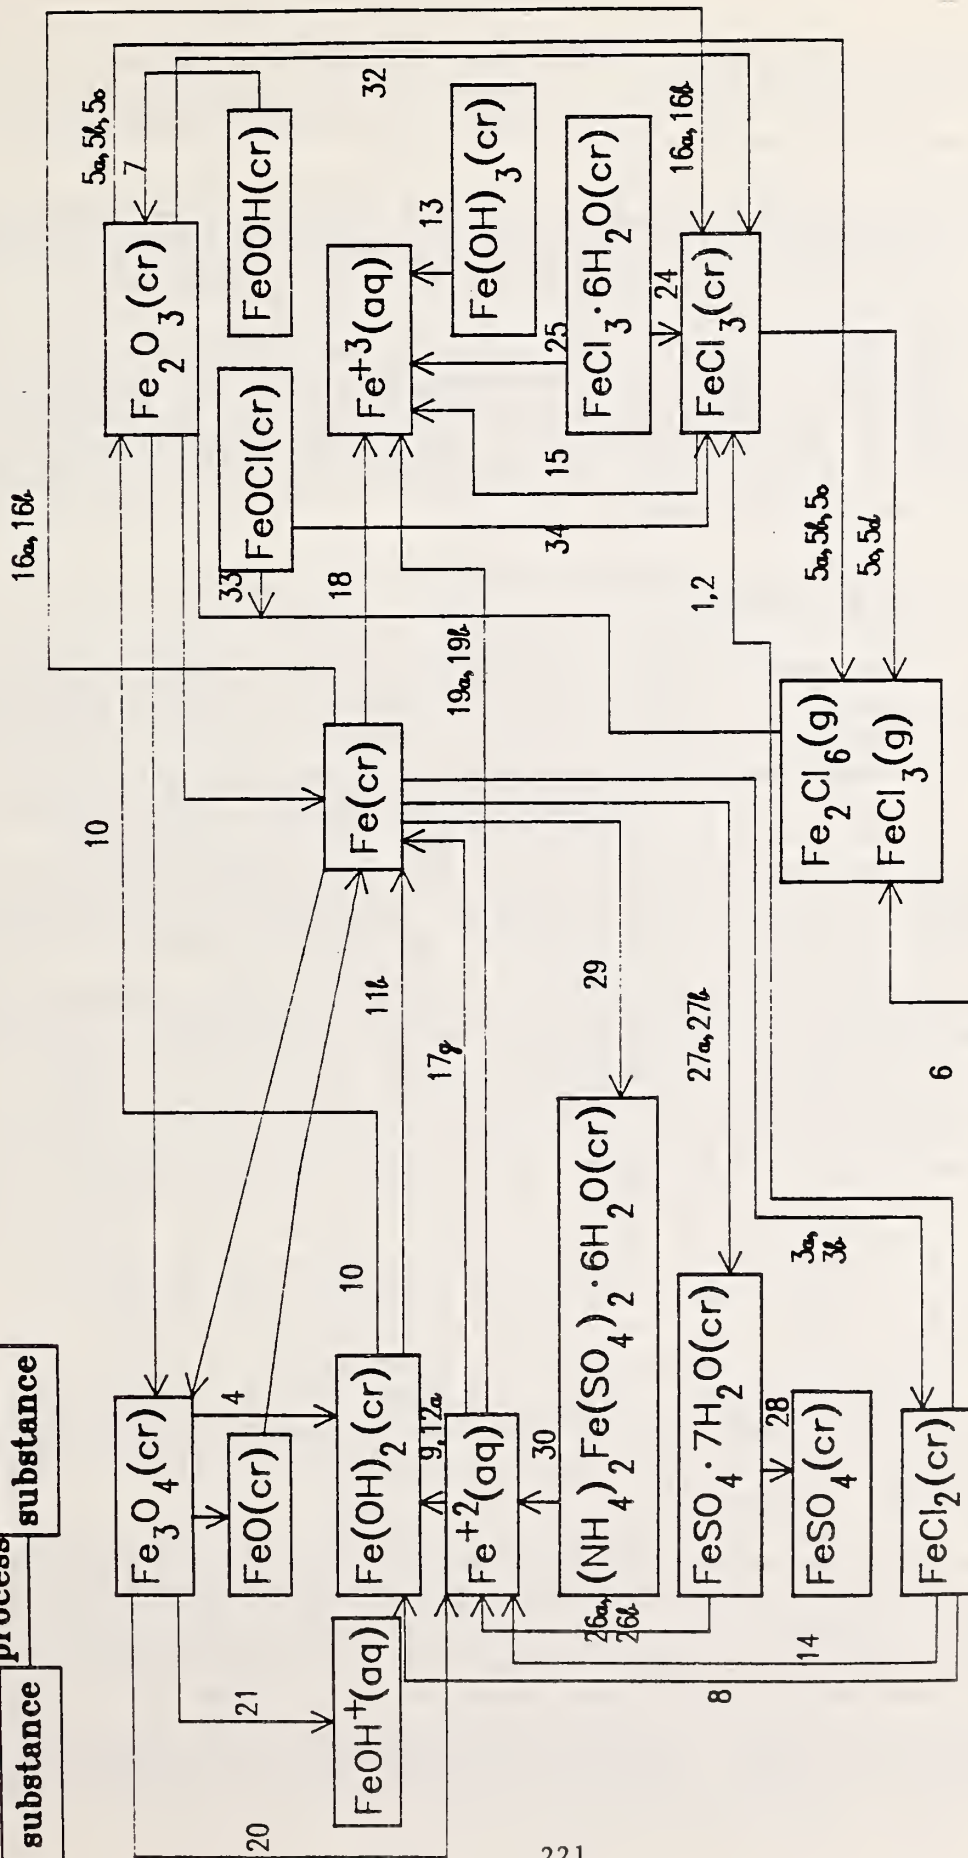 substance
process
substance
Fe3O4(cr)
4
FeO(cr)
10
Fe(OH)2(cr)
9,12a
Fe+2(aq)
30
(NH4)2Fe(SO4)2·6H2O(cr)
26a,
26b
FeSO4·7H2O(cr)
28
FeSO4(cr)
3a,
3b
FeCl2(cr)
20
21
FeOH+(aq)
8
14
10
11b
17g
29
27a,27b
6
Fe(cr)
16a,16b
18
19a,19b
1,2
Fe2Cl6(g)
FeCl3(g)
5a,5b,5c
5c,5d
5a,5b,5c
7
Fe2O3(cr)
FeOOH(cr)
FeOCl(cr)
33
34
32
Fe+3(aq)
13
Fe(OH)3(cr)
25
15
FeCl3·6H2O(cr)
24
16a,16b
FeCl3(cr)
221